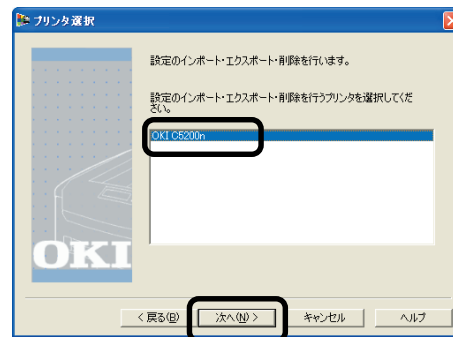 プリンタ選択
設定のインポート・エクスポート・削除を行います。
設定のインポート・エクスポート・削除を行うプリンタを選択してくだ
さい。
OKI C5200n
OKI
< 戻る(B)
次へ(N) >
キャンセル
ヘルプ